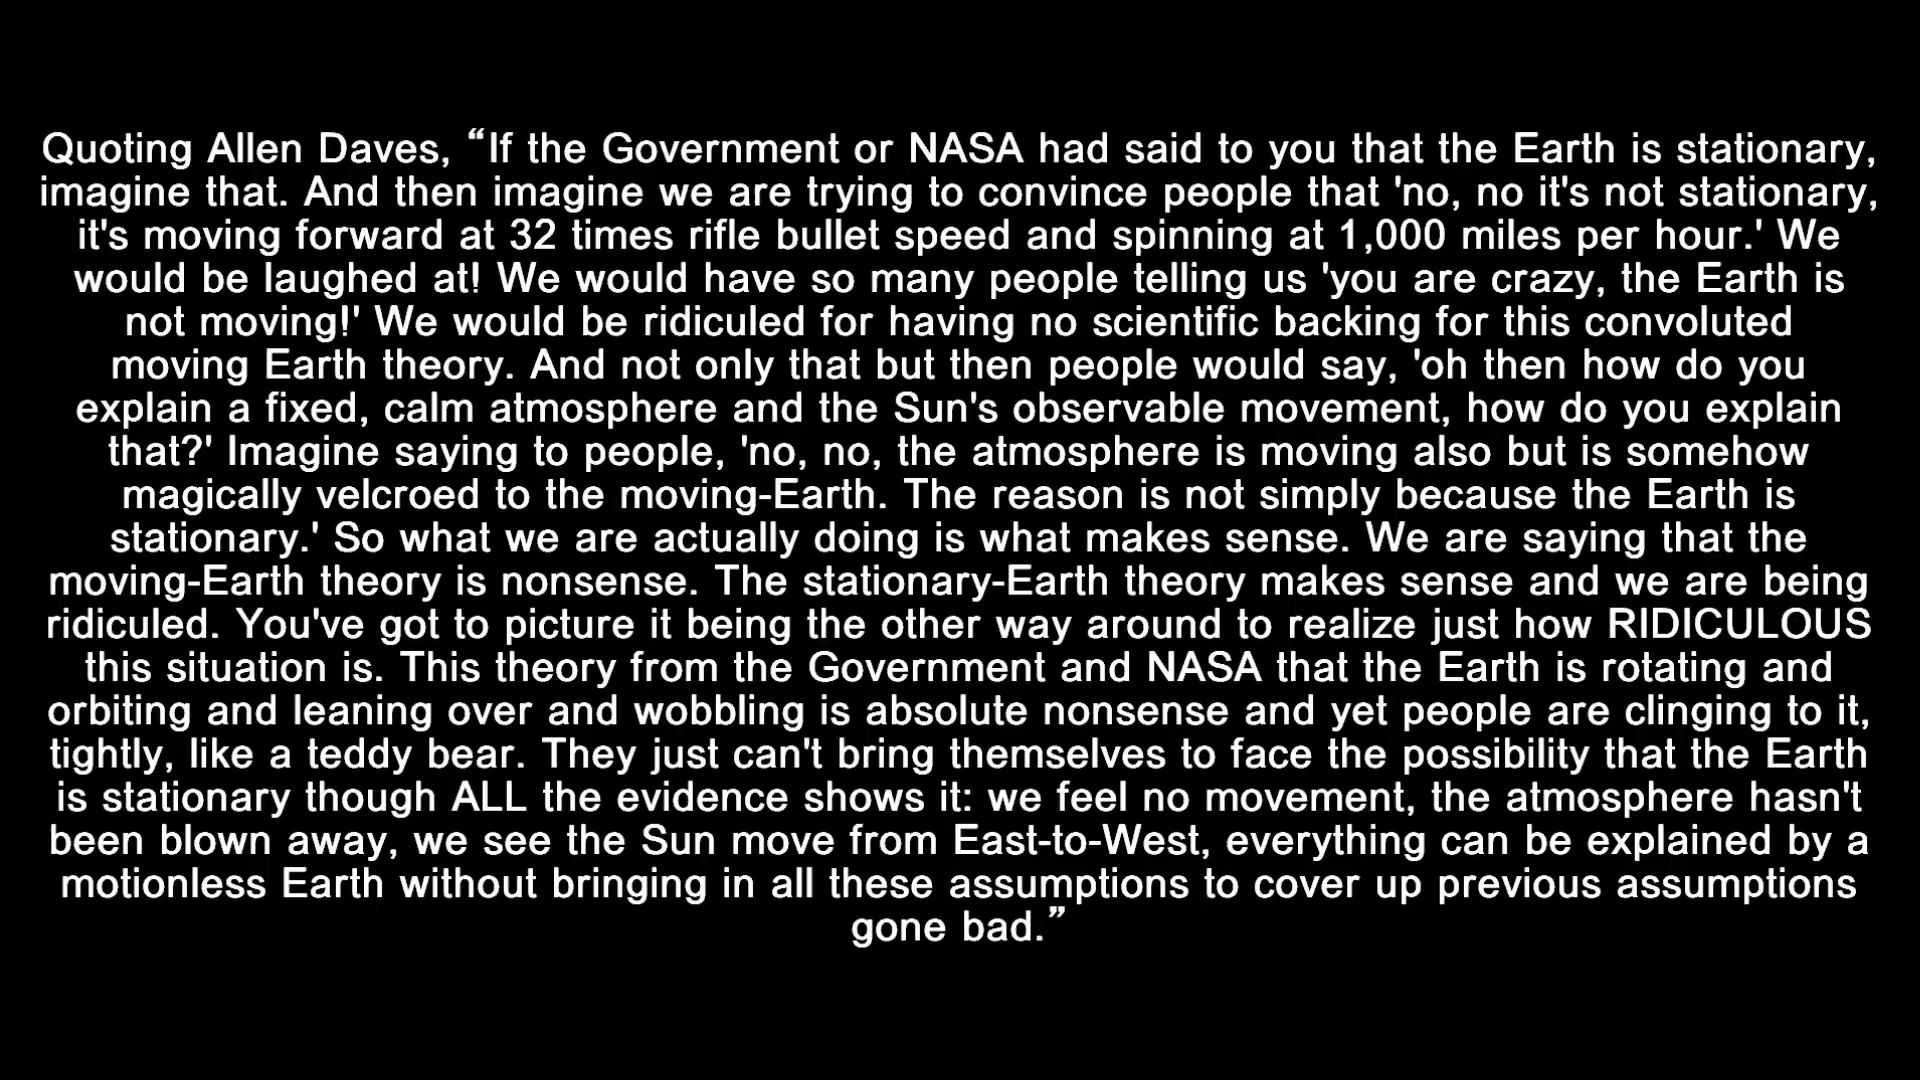 Quoting Allen Daves, “If the Government or NASA had said to you that the Earth is stationary,
imagine that. And then imagine we are trying to convince people that 'no, no it's not stationary,
it's moving forward at 32 times rifle bullet speed and spinning at 1,000 miles per hour.' We
would be laughed at! We would have so many people telling us 'you are crazy, the Earth is
not moving!' We would be ridiculed for having no scientific backing for this convoluted
moving Earth theory. And not only that but then people would say, 'oh then how do you
explain a fixed, calm atmosphere and the Sun's observable movement, how do you explain
that?' Imagine saying to people, 'no, no, the atmosphere is moving also but is somehow
magically velcroed to the moving-Earth. The reason is not simply because the Earth is
stationary.' So what we are actually doing is what makes sense. We are saying that the
moving-Earth theory is nonsense. The stationary-Earth theory makes sense and we are being
ridiculed. You've got to picture it being the other way around to realize just how RIDICULOUS
this situation is. This theory from the Government and NASA that the Earth is rotating and
orbiting and leaning over and wobbling is absolute nonsense and yet people are clinging to it,
tightly, like a teddy bear. They just can't bring themselves to face the possibility that the Earth
is stationary though ALL the evidence shows it: we feel no movement, the atmosphere hasn't
been blown away, we see the Sun move from East-to-West, everything can be explained by a
motionless Earth without bringing in all these assumptions to cover up previous assumptions
gone bad.”